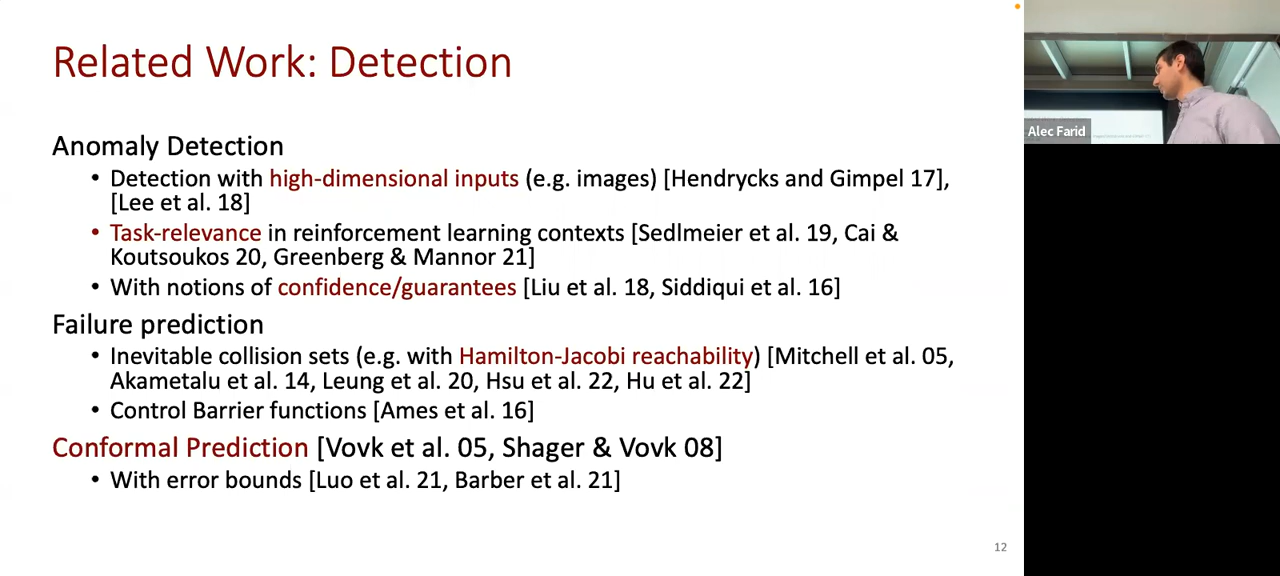 Related Work: Detection
Alec Farid
Anomaly Detection
• Detection with high-dimensional inputs (e.g. images) [Hendrycks and Gimpel 17],
[Lee et al. 18]
• Task-relevance in reinforcement learning contexts [Sedlmeier et al. 19, Cai &
Koutsoukos 20, Greenberg & Mannor 21]
• With notions of confidence/guarantees [Liu et al. 18, Siddiqui et al. 16]
Failure prediction
• Inevitable collision sets (e.g. with Hamilton-Jacobi reachability) [Mitchell et al. 05,
Akametalu et al. 14, Leung et al. 20, Hsu et al. 22, Hu et al. 22]
• Control Barrier functions [Ames et al. 16]
Conformal Prediction [Vovk et al. 05, Shager & Vovk 08]
• With error bounds [Luo et al. 21, Barber et al. 21]
12